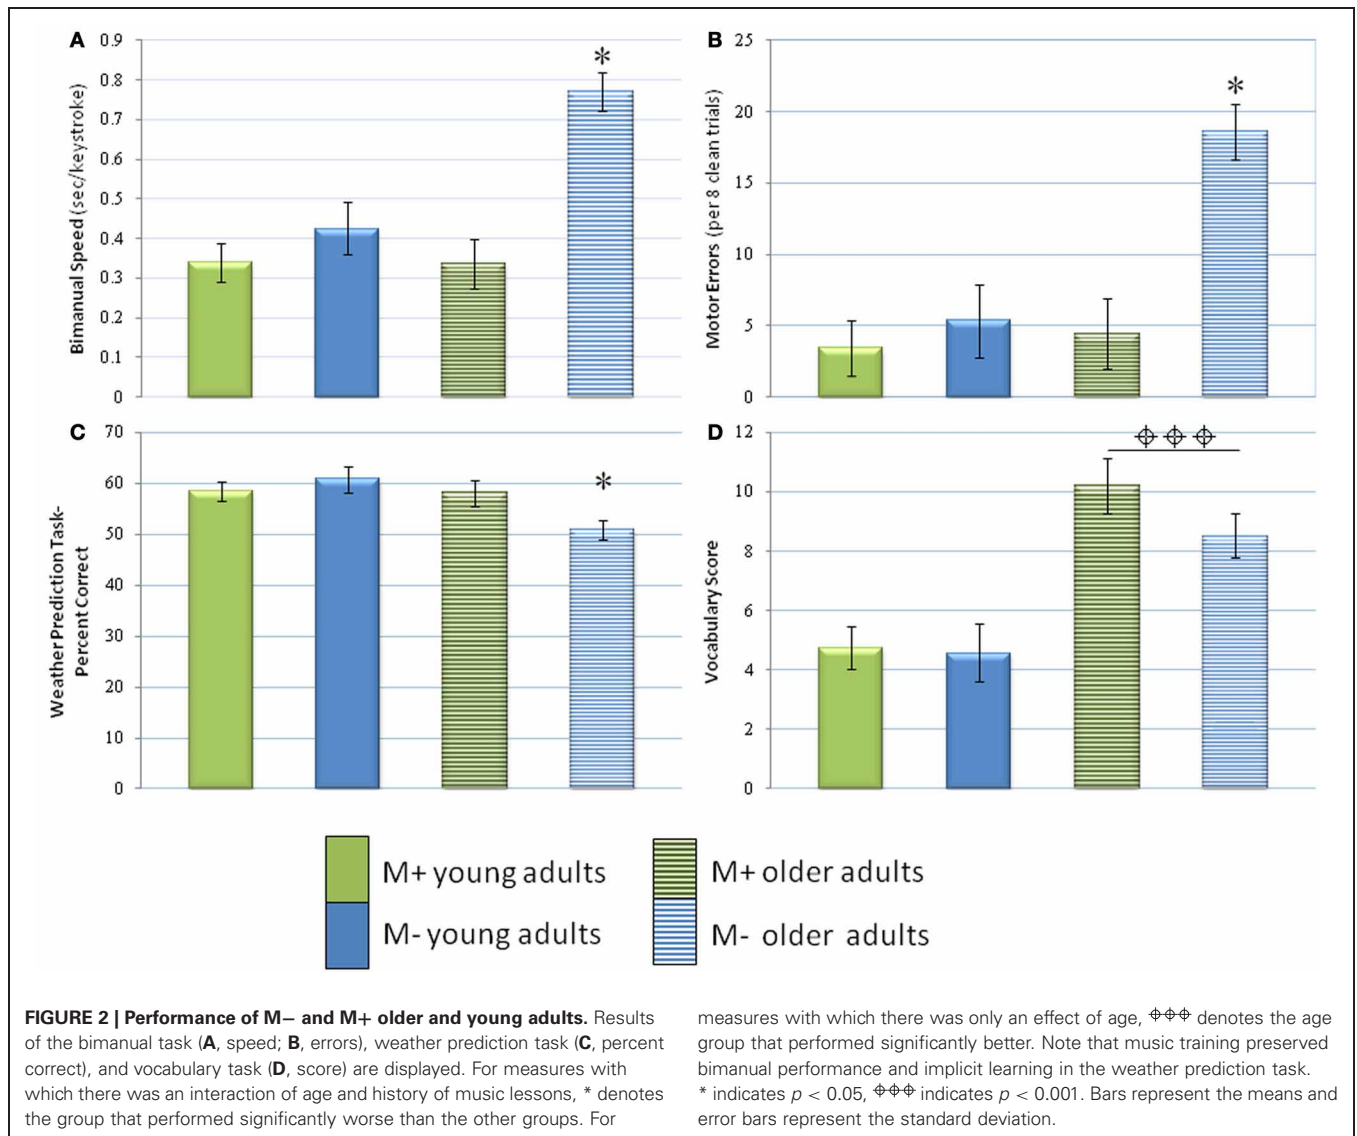 A
0.9
0.8
0.7
0.6
0.5
0.4
0.3
0.2
0.1
0
Bimanual Speed (sec/keystroke)
*
B
25
20
15
10
5
0
Motor Errors (per 8 clean trials)
*
C
70
60
50
40
30
20
10
0
Weather Prediction Task-
Percent Correct
*
D
12
10
8
6
4
2
0
Vocabulary Score
⌖⌖⌖
M+ young adults
M- young adults
M+ older adults
M- older adults
FIGURE 2 | Performance of M− and M+ older and young adults. Results
of the bimanual task (A, speed; B, errors), weather prediction task (C, percent
correct), and vocabulary task (D, score) are displayed. For measures with
which there was an interaction of age and history of music lessons, * denotes
the group that performed significantly worse than the other groups. For
measures with which there was only an effect of age, ⌖⌖⌖ denotes the age
group that performed significantly better. Note that music training preserved
bimanual performance and implicit learning in the weather prediction task.
* indicates p < 0.05, ⌖⌖⌖ indicates p < 0.001. Bars represent the means and
error bars represent the standard deviation.